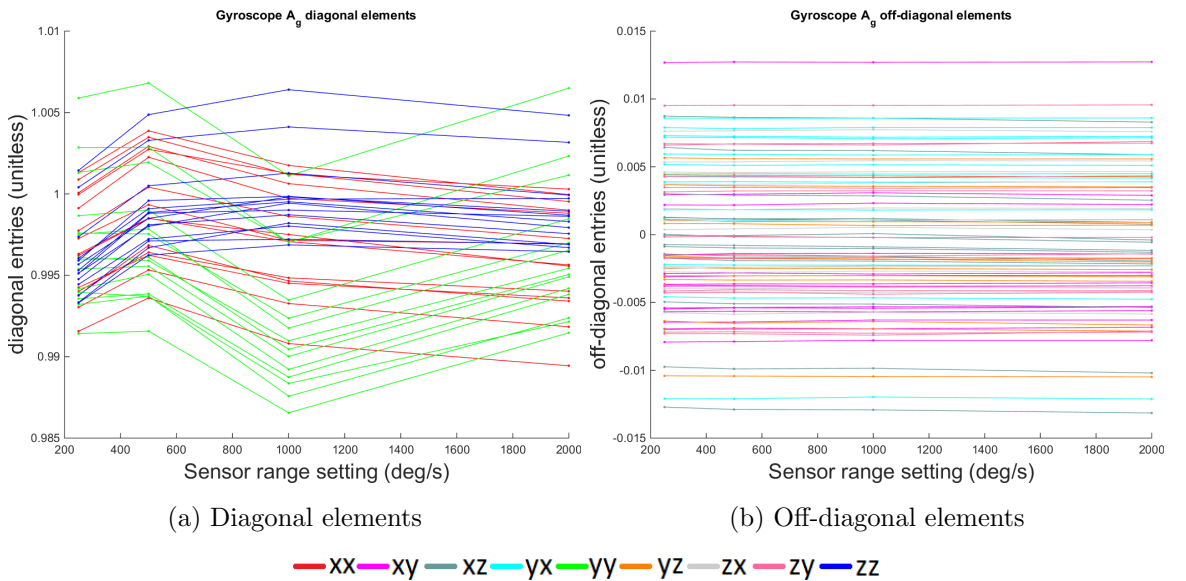 Gyroscope Ag diagonal elements
1.01
1.005
1
0.995
0.99
0.985
diagonal entries (unitless)
200 400 600 800 1000 1200 1400 1600 1800 2000
Sensor range setting (deg/s)
(a) Diagonal elements
Gyroscope Ag off-diagonal elements
0.015
0.01
0.005
0
-0.005
-0.01
-0.015
off-diagonal entries (unitless)
200 400 600 800 1000 1200 1400 1600 1800 2000
Sensor range setting (deg/s)
(b) Off-diagonal elements
xx xy xz yx yy yz zx zy zz